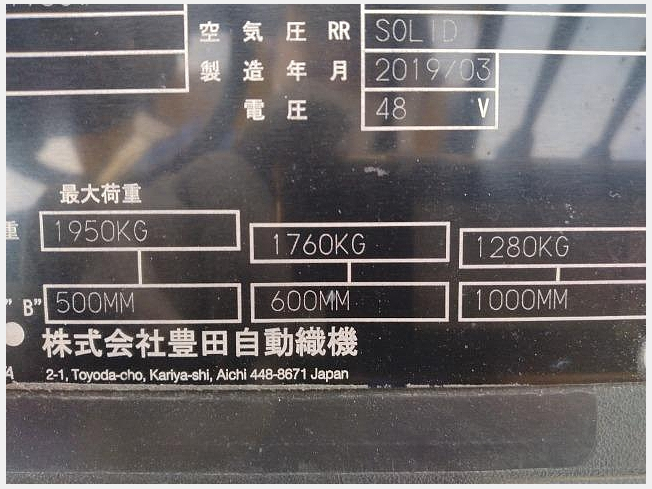 空気圧 RR SOLID
製造年月 2019/03
電圧 48 V
最大荷重
重 1950KG 1760KG 1280KG
" B" 500MM 600MM 1000MM
株式会社豊田自動織機
2-1, Toyoda-cho, Kariya-shi, Aichi 448-8671 Japan